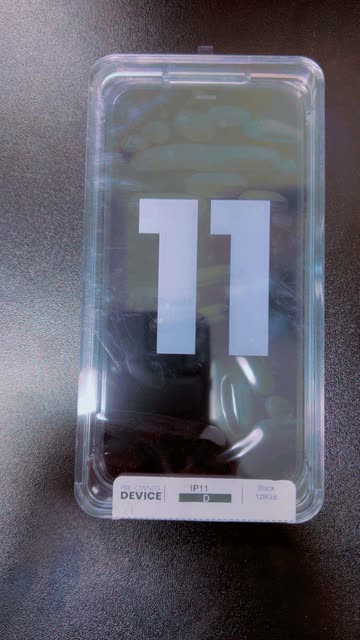 11
PRE-OWNED
DEVICE
IP11
D
Black
128GB